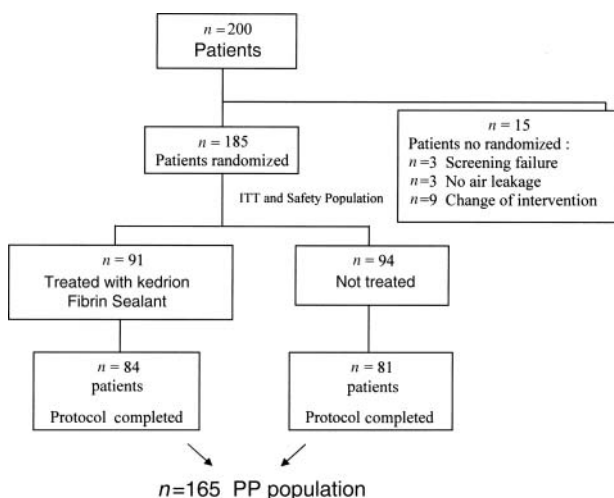 n=200
Patients
n = 15
Patients no randomized :
n=3 Screening failure
n=3 No air leakage
n=9 Change of intervention
n = 185
Patients randomized
ITT and Safety Population
n = 91
Treated with kedrion
Fibrin Sealant
n = 94
Not treated
n = 84
patients
Protocol completed
n = 81
patients
Protocol completed
n=165 PP population